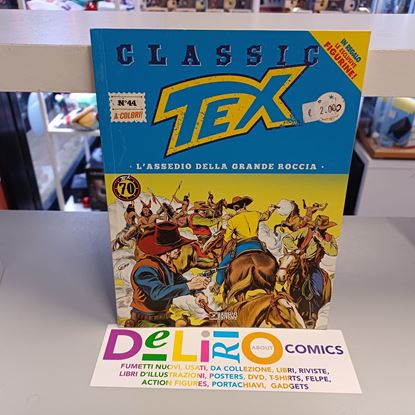 CLASSIC
IN REGALO
LE ESCLUSIVE
FIGURINE!
N°44
A COLORI!
TEX
€ 2.000
· L'ASSEDIO DELLA GRANDE ROCCIA ·
70
DELIRIO
ABOUT
COMICS
FUMETTI NUOVI, USATI, DA COLLEZIONE, LIBRI, RIVISTE,
LIBRI D'ILLUSTRAZIONI, POSTERS, DVD, T-SHIRTS, FELPE,
ACTION FIGURES, PORTACHIAVI, GADGETS